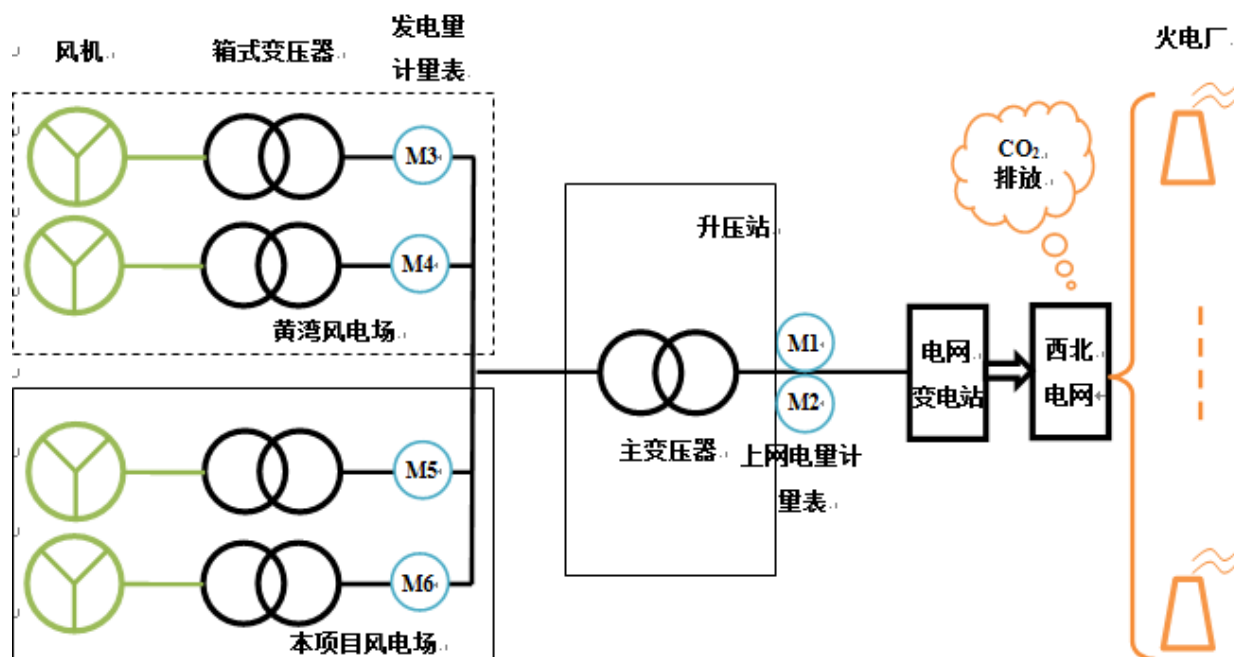 风机
箱式变压器
发电量
计量表
火电厂
M3
CO₂
排放
升压站
M4
黄湾风电场
M1
电网
变电站
西北
电网
M2
主变压器
上网电量计
量表
M5
M6
本项目风电场